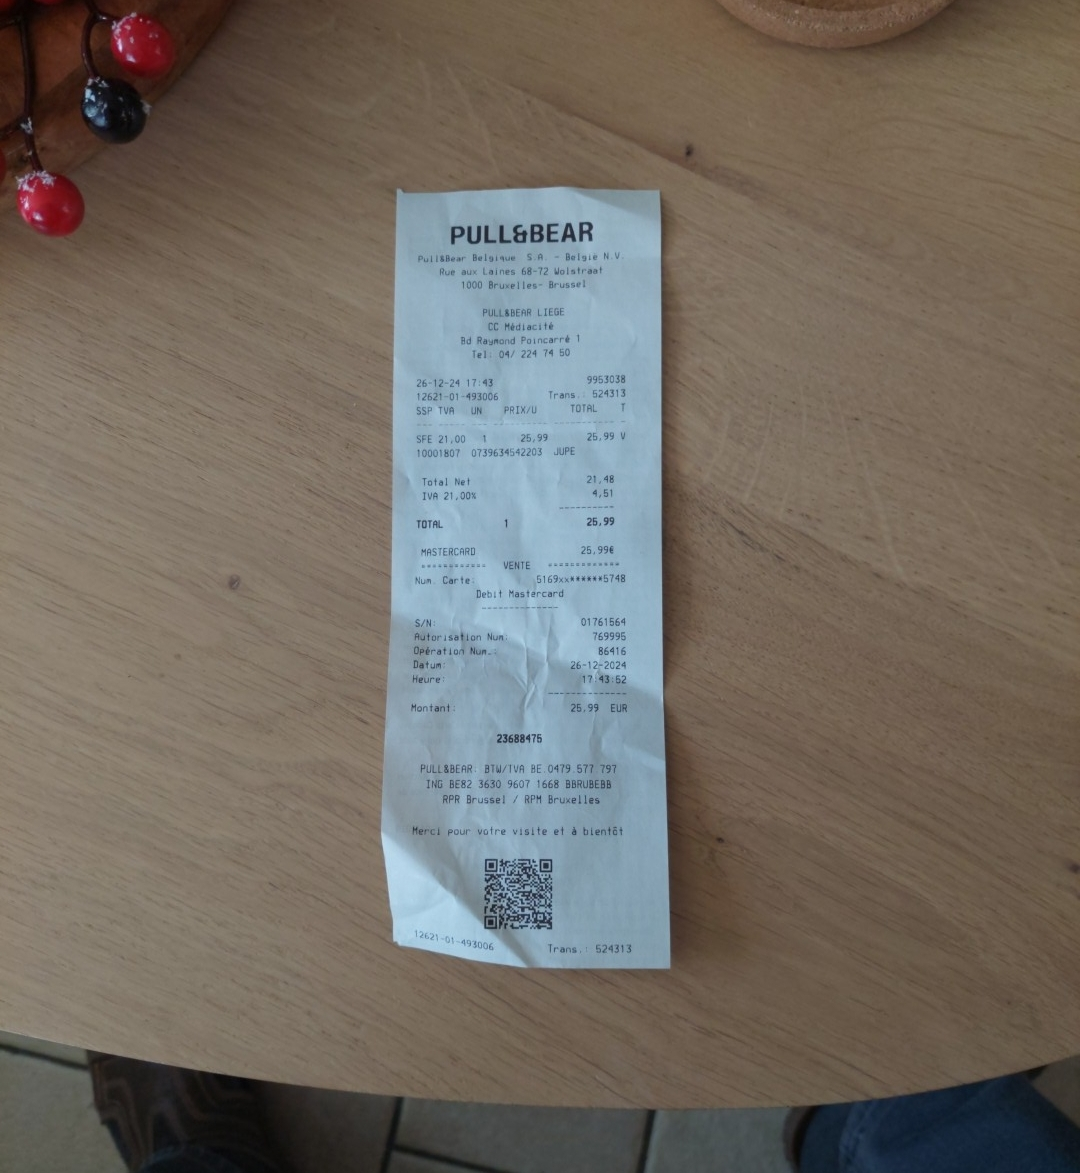 PULL&BEAR
Pull&Bear Belgique S.A. - Belgie N.V.
Rue aux Laines 68-72 Wolstraat
1000 Bruxelles- Brussel
PULL&BEAR LIEGE
CC Médiacité
Bd Raymond Poincarré 1
Tel: 04/ 224 74 50
26-12-24 17:43 9953038
12621-01-493006 Trans.: 524313
SSP TVA UN PRIX/U TOTAL T
--- ----- --- ---------- ---------- -
SFE 21,00 1 25,99 25,99 V
10001807 0739634542203 JUPE
Total Net 21,48
IVA 21,00% 4,51
----------
TOTAL 1 25,99
MASTERCARD 25,99€
============ VENTE =============
Num. Carte: 5169xx******5748
Debit Mastercard
--------------
S/N: 01761564
Autorisation Num: 769995
Opération Num.: 86416
Datum: 26-12-2024
Heure: 17:43:52
--------------
Montant: 25,99 EUR
23688475
PULL&BEAR: BTW/TVA BE.0479 577 797
ING BE82 3630 9607 1668 BBRUBEBB
RPR Brussel / RPM Bruxelles
Merci pour votre visite et à bientôt
12621-01-493006 Trans.: 524313